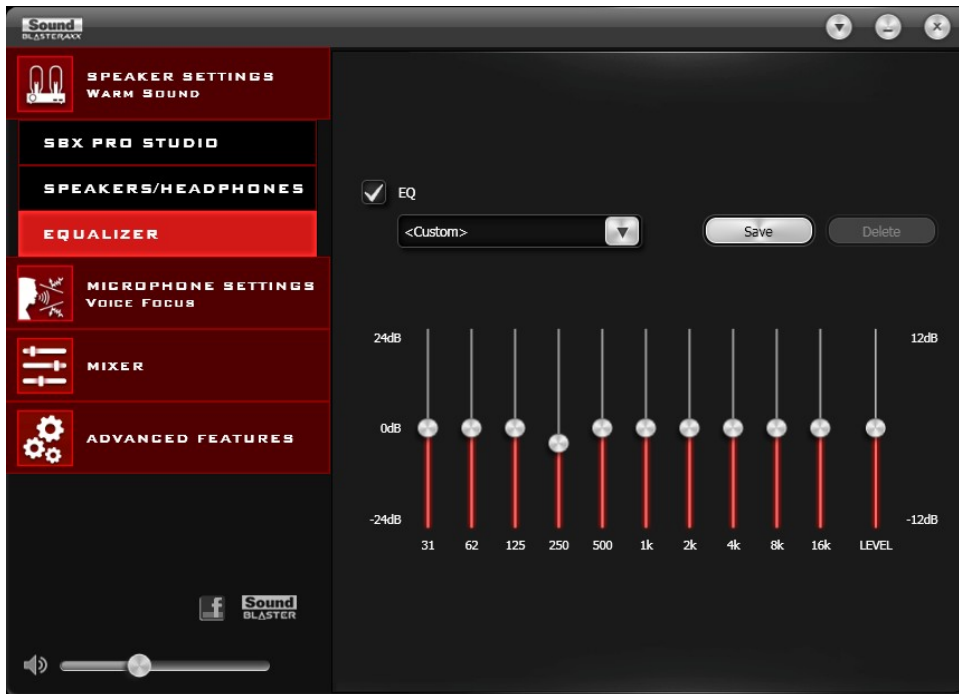 Sound
BLASTERAXX
SPEAKER SETTINGS
WARM SOUND
SBX PRO STUDIO
SPEAKERS/HEADPHONES
EQUALIZER
MICROPHONE SETTINGS
VOICE FOCUS
MIXER
ADVANCED FEATURES
f Sound
BLASTER
EQ
<Custom> Save Delete
24dB 12dB
0dB
-24dB -12dB
31 62 125 250 500 1k 2k 4k 8k 16k LEVEL